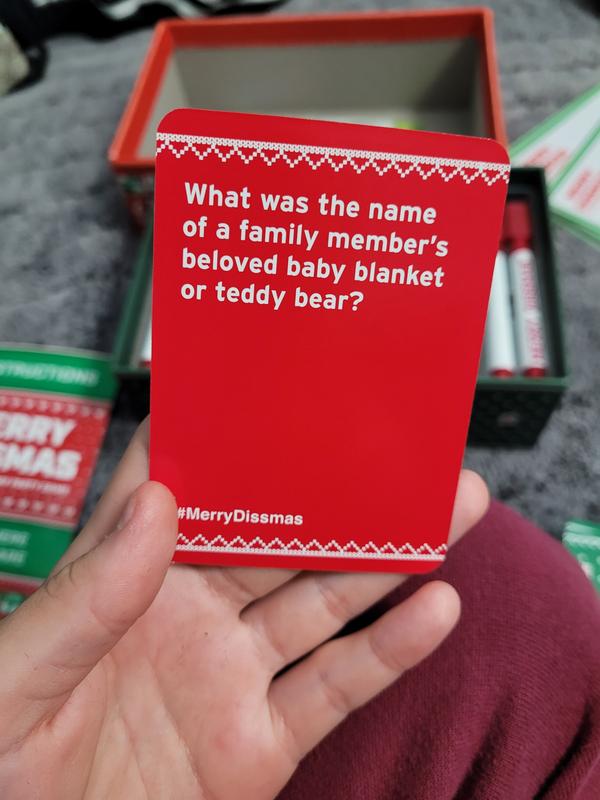 What was the name
of a family member's
beloved baby blanket
or teddy bear?
#MerryDissmas